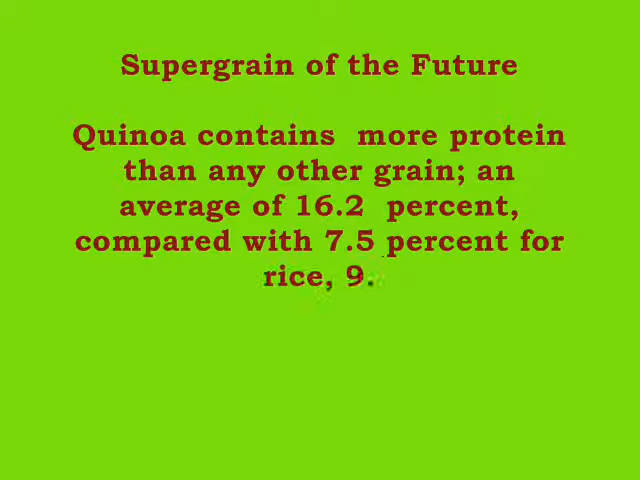 Supergrain of the Future
Quinoa contains  more protein
than any other grain; an
average of 16.2  percent,
compared with 7.5 percent for
rice, 9.